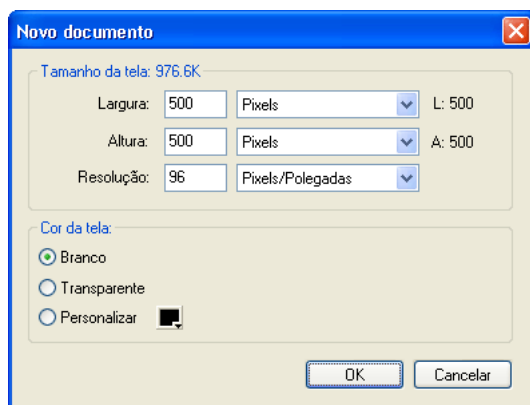 Novo documento
Tamanho da tela: 976.6K
Largura: 500 Pixels L: 500
Altura: 500 Pixels A: 500
Resolução: 96 Pixels/Polegadas
Cor da tela:
Branco
Transparente
Personalizar
OK Cancelar